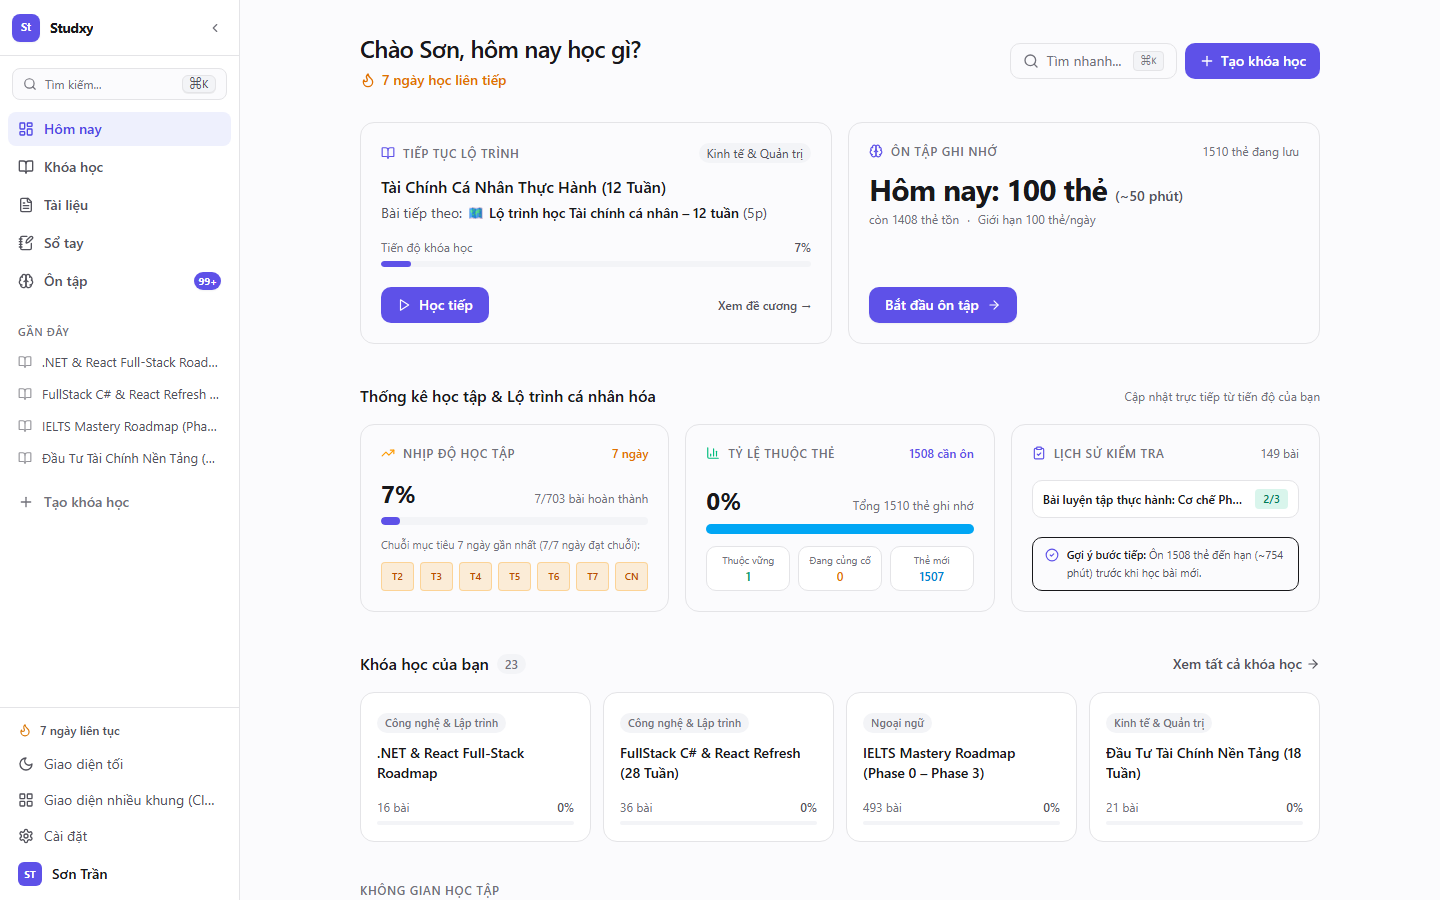 St Studxy
Tìm kiếm... ⌘K
Hôm nay
Khóa học
Tài liệu
Sổ tay
Ôn tập 99+
GẦN ĐÂY
.NET & React Full-Stack Road...
FullStack C# & React Refresh ...
IELTS Mastery Roadmap (Pha...
Đầu Tư Tài Chính Nền Tảng (...
Tạo khóa học
7 ngày liên tục
Giao diện tối
Giao diện nhiều khung (Cl...
Cài đặt
ST Sơn Trần
Chào Sơn, hôm nay học gì?
7 ngày học liên tiếp
Tìm nhanh... ⌘K
Tạo khóa học
TIẾP TỤC LỘ TRÌNH Kinh tế & Quản trị
Tài Chính Cá Nhân Thực Hành (12 Tuần)
Bài tiếp theo: 🗺️ Lộ trình học Tài chính cá nhân – 12 tuần (5p)
Tiến độ khóa học 7%
Học tiếp Xem đề cương →
ÔN TẬP GHI NHỚ 1510 thẻ đang lưu
Hôm nay: 100 thẻ (~50 phút)
còn 1408 thẻ tồn · Giới hạn 100 thẻ/ngày
Bắt đầu ôn tập →
Thống kê học tập & Lộ trình cá nhân hóa Cập nhật trực tiếp từ tiến độ của bạn
NHỊP ĐỘ HỌC TẬP 7 ngày
7% 7/703 bài hoàn thành
Chuỗi mục tiêu 7 ngày gần nhất (7/7 ngày đạt chuỗi):
T2 T3 T4 T5 T6 T7 CN
TỶ LỆ THUỘC THẺ 1508 cần ôn
0% Tổng 1510 thẻ ghi nhớ
Thuộc vững Đang củng cố Thẻ mới
1 0 1507
LỊCH SỬ KIỂM TRA 149 bài
Bài luyện tập thực hành: Cơ chế Ph... 2/3
Gợi ý bước tiếp: Ôn 1508 thẻ đến hạn (~754
phút) trước khi học bài mới.
Khóa học của bạn 23 Xem tất cả khóa học →
Công nghệ & Lập trình
.NET & React Full-Stack
Roadmap
16 bài 0%
Công nghệ & Lập trình
FullStack C# & React Refresh
(28 Tuần)
36 bài 0%
Ngoại ngữ
IELTS Mastery Roadmap
(Phase 0 – Phase 3)
493 bài 0%
Kinh tế & Quản trị
Đầu Tư Tài Chính Nền Tảng (18
Tuần)
21 bài 0%
KHÔNG GIAN HỌC TẬP